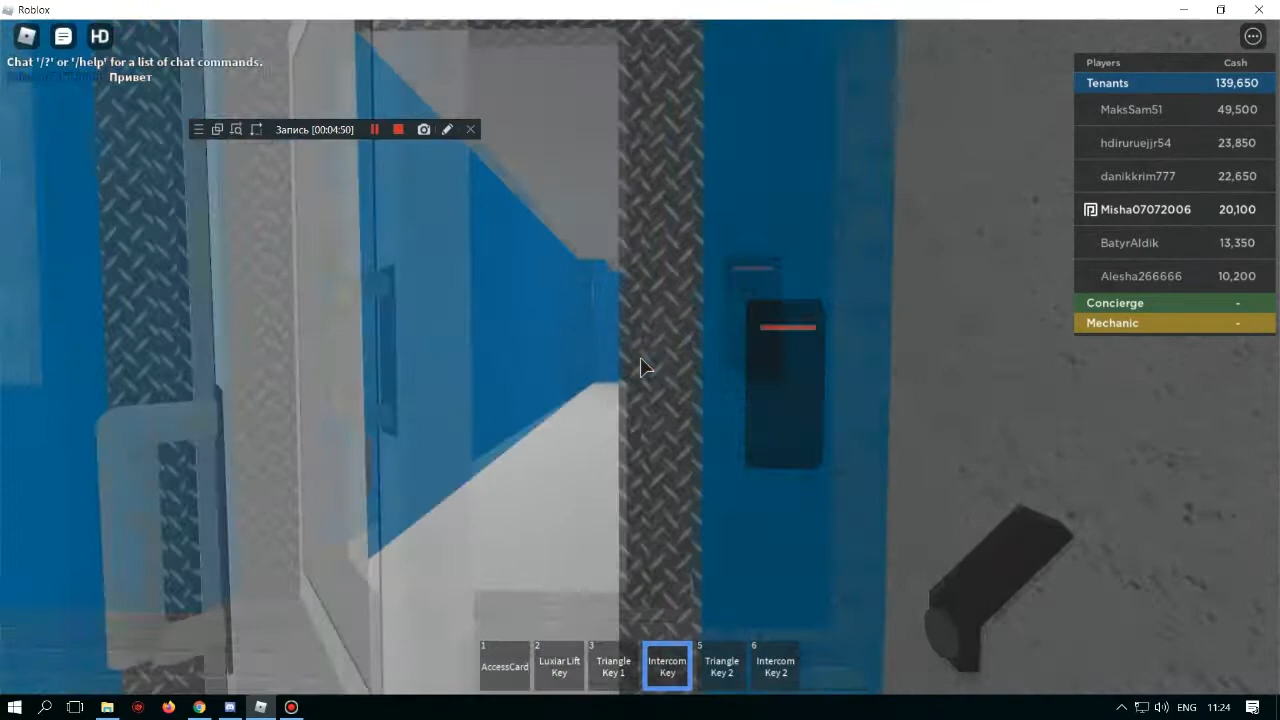 Roblox
HD
Chat '/?' or '/help' for a list of chat commands.
Привет
Запись [00:04:50]
Players Cash
Tenants 139,650
MaksSam51 49,500
hdiruruejjr54 23,850
danikkrim777 22,650
Misha07072006 20,100
BatyrAldik 13,350
Alesha266666 10,200
Concierge -
Mechanic -
1 AccessCard
2 Luxiar Lift
Key
3 Triangle
Key 1
Intercom
Key
5 Triangle
Key 2
6 Intercom
Key 2
ENG 11:24